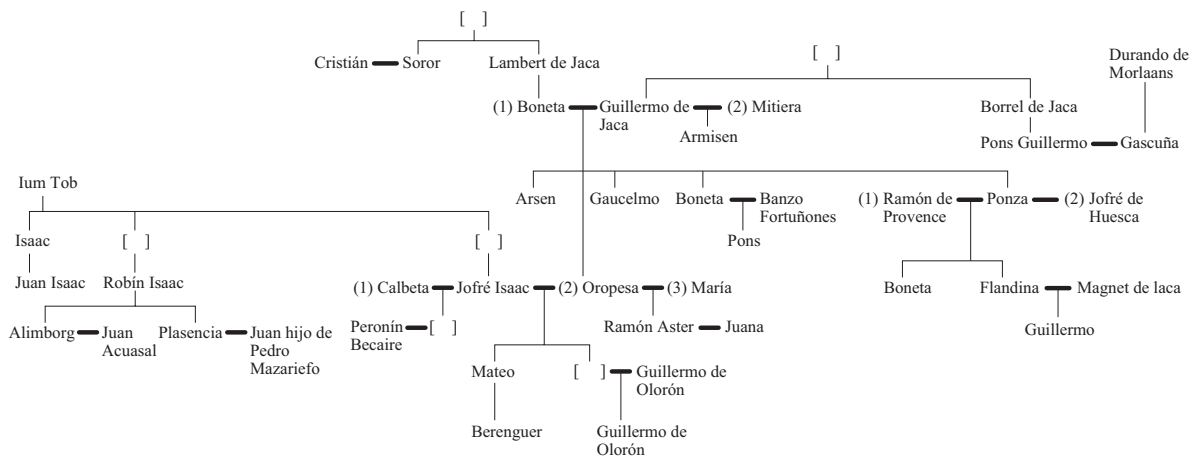 [ ]
Cristián Soror Lambert de Jaca [ ] Durando de
Morlaans
(1) Boneta Guillermo de (2) Mitiera Borrel de Jaca
Jaca
Armisen Pons Guillermo Gascuña
Ium Tob Arsen Gaucelmo Boneta Banzo (1) Ramón de Ponza (2) Jofré de
Fortuñones Provence Huesca
Isaac [ ] [ ] Pons
Juan Isaac Robín Isaac (1) Calbeta Jofré Isaac (2) Oropesa (3) María Boneta Flandina Magnet de Iaca
Alimborg Juan Plasencia Juan hijo de Peronín [ ] Ramón Aster Juana Guillermo
Acuasal Pedro Becaire
Mazariefo
Mateo [ ] Guillermo de
Olorón
Berenguer Guillermo de
Olorón